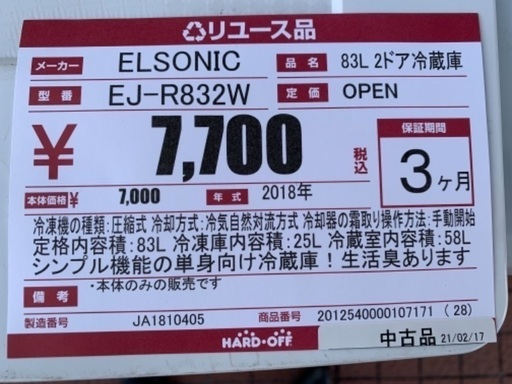 リユース品
メーカー ELSONIC 品名 83L 2ドア冷蔵庫
型番 EJ-R832W 定価 OPEN
¥ 7,700 税込 保証期間 3ヶ月
本体価格¥ 7,000 年式 2018年
冷凍機の種類:圧縮式 冷却方式:冷気自然対流方式 冷却器の霜取り操作方法:手動開始
定格内容積:83L 冷凍庫内容積:25L 冷蔵室内容積:58L
シンプル機能の単身向け冷蔵庫！生活臭あります
備考 ・本体のみの販売です
製造番号 JA1810405 商品番号 2012540000107171 (28)
HARD・OFF 中古品 21/02/17